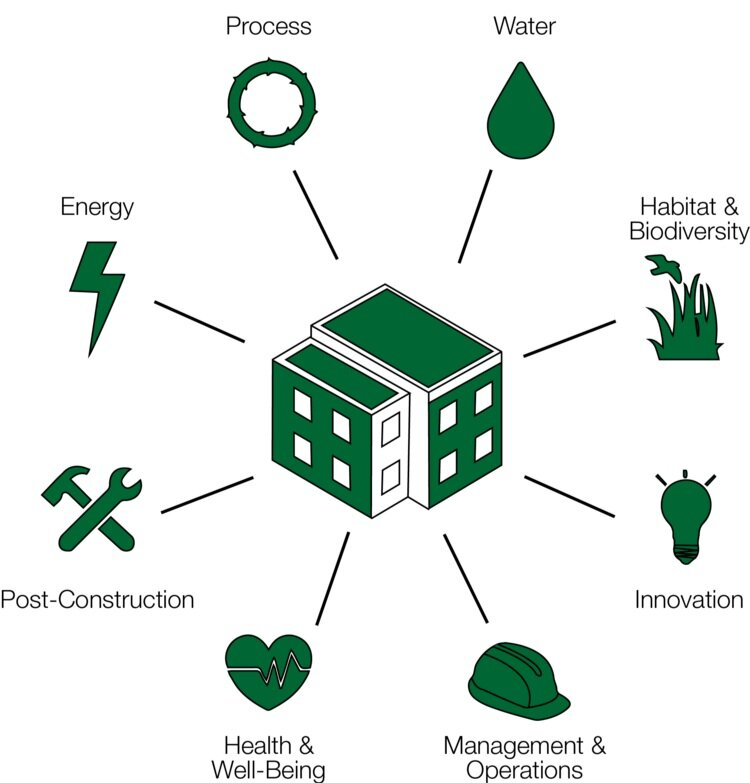 Process
Water
Energy
Habitat &
Biodiversity
Post-Construction
Innovation
Health &
Well-Being
Management &
Operations